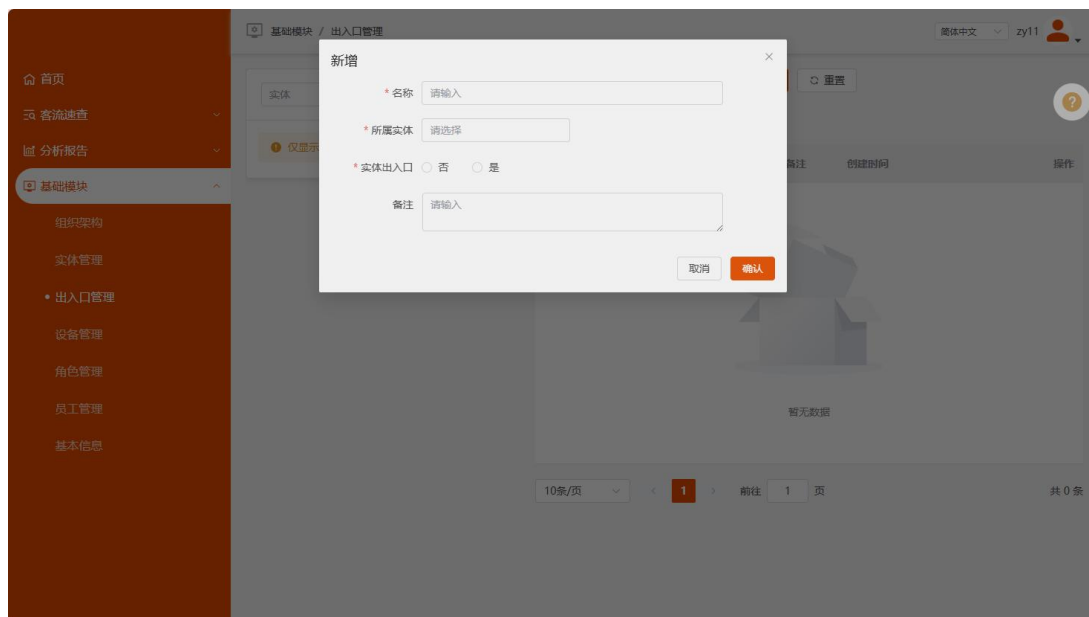 基础模块 / 出入口管理
简体中文
zy11
首页
客流速查
分析报告
基础模块
组织架构
实体管理
出入口管理
设备管理
角色管理
员工管理
基本信息
实体
仅显示
重置
?
备注 创建时间 操作
新增
* 名称 请输入
* 所属实体 请选择
* 实体出入口 否 是
备注 请输入
取消 确认
暂无数据
10条/页 1 前往 1 页 共 0 条